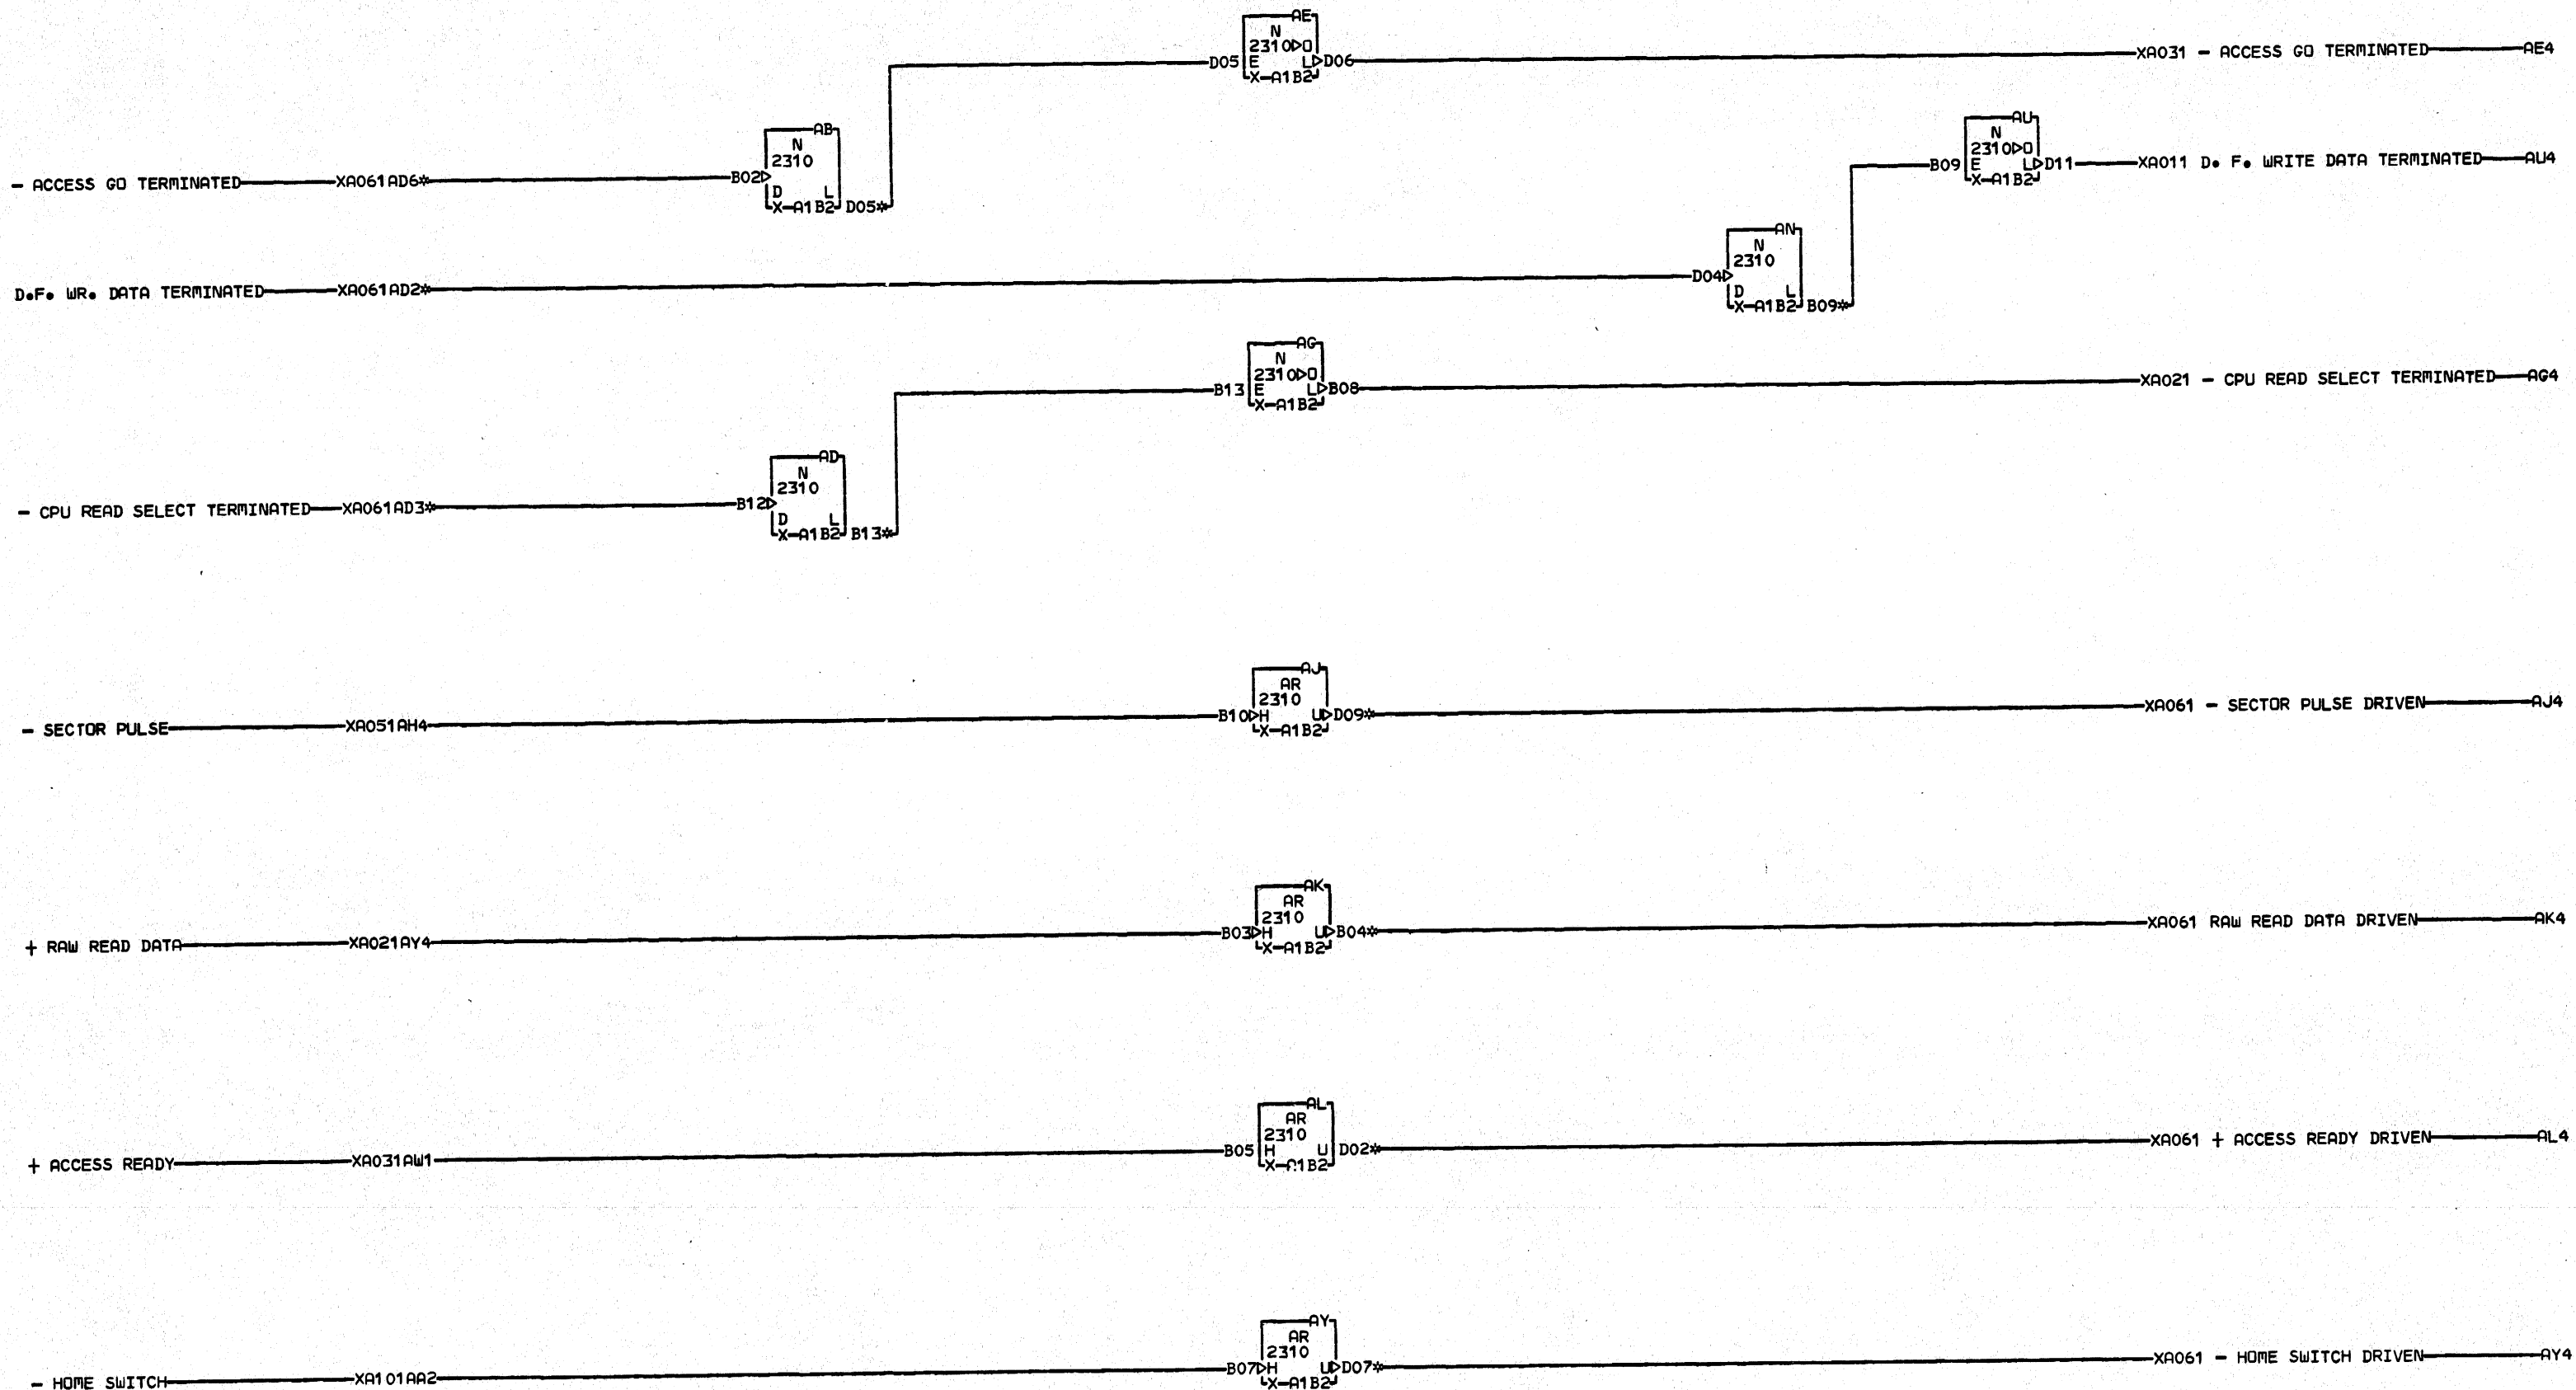 AE
N
2310 O
D05 E L D06 XA031 - ACCESS GO TERMINATED AE4
X-A1B2
AB
N
2310
- ACCESS GO TERMINATED XA061AD6* B02
D L
X-A1B2 D05*
AU
N
2310 O
B09 E L D11 XA011 D. F. WRITE DATA TERMINATED AU4
X-A1B2
AN
N
2310
D.F. WR. DATA TERMINATED XA061AD2* D04
D L
X-A1B2 B09*
AG
N
2310 O
B13 E L B08 XA021 - CPU READ SELECT TERMINATED AG4
X-A1B2
AD
N
2310
- CPU READ SELECT TERMINATED XA061AD3* B12
D L
X-A1B2 B13*
AJ
AR
2310
- SECTOR PULSE XA051AH4 B10 H U D09* XA061 - SECTOR PULSE DRIVEN AJ4
X-A1B2
AK
AR
2310
+ RAW READ DATA XA021AY4 B03 H U B04* XA061 RAW READ DATA DRIVEN AK4
X-A1B2
AL
AR
2310
+ ACCESS READY XA031AW1 B05 H U D02* XA061 + ACCESS READY DRIVEN AL4
X-A1B2
AY
AR
2310
- HOME SWITCH XA101AA2 B07 H U D07* XA061 - HOME SWITCH DRIVEN AY4
X-A1B2